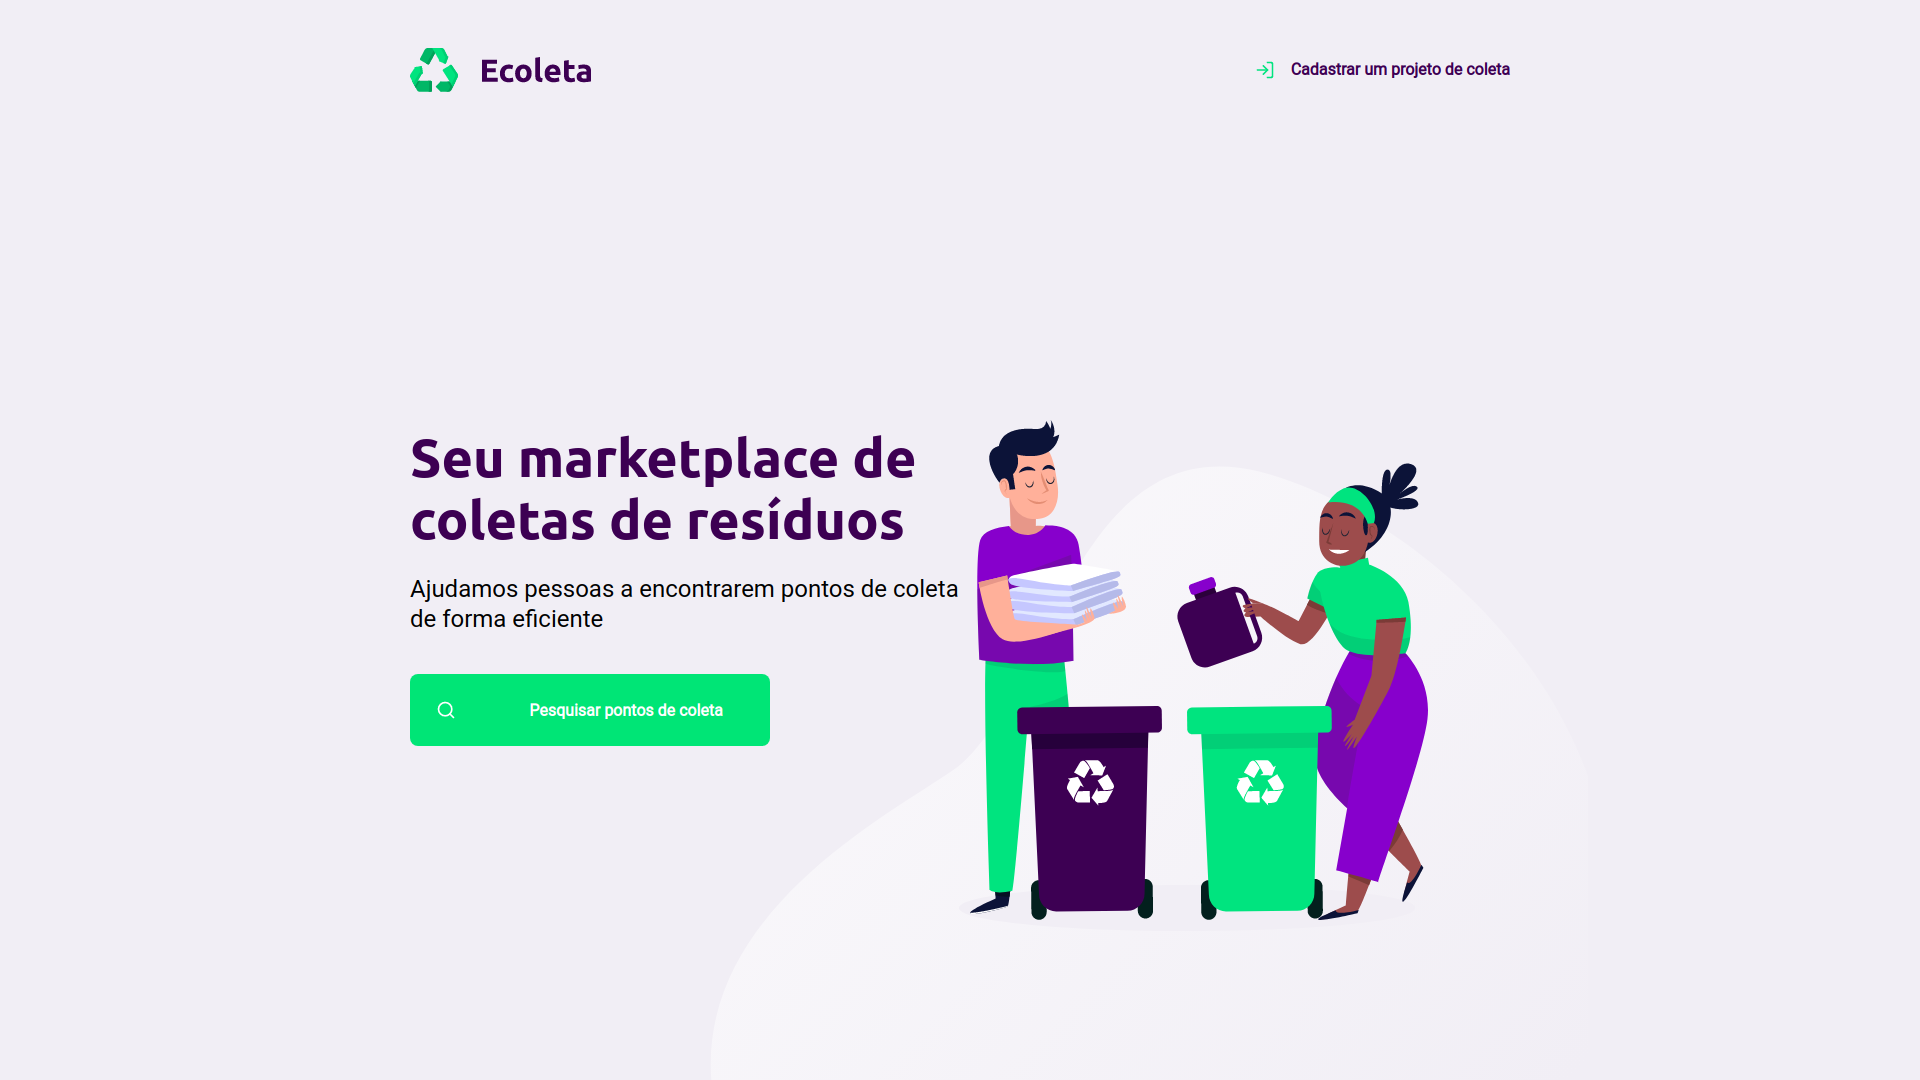 Ecoleta
Cadastrar um projeto de coleta
Seu marketplace de
coletas de resíduos
Ajudamos pessoas a encontrarem pontos de coleta
de forma eficiente
Pesquisar pontos de coleta